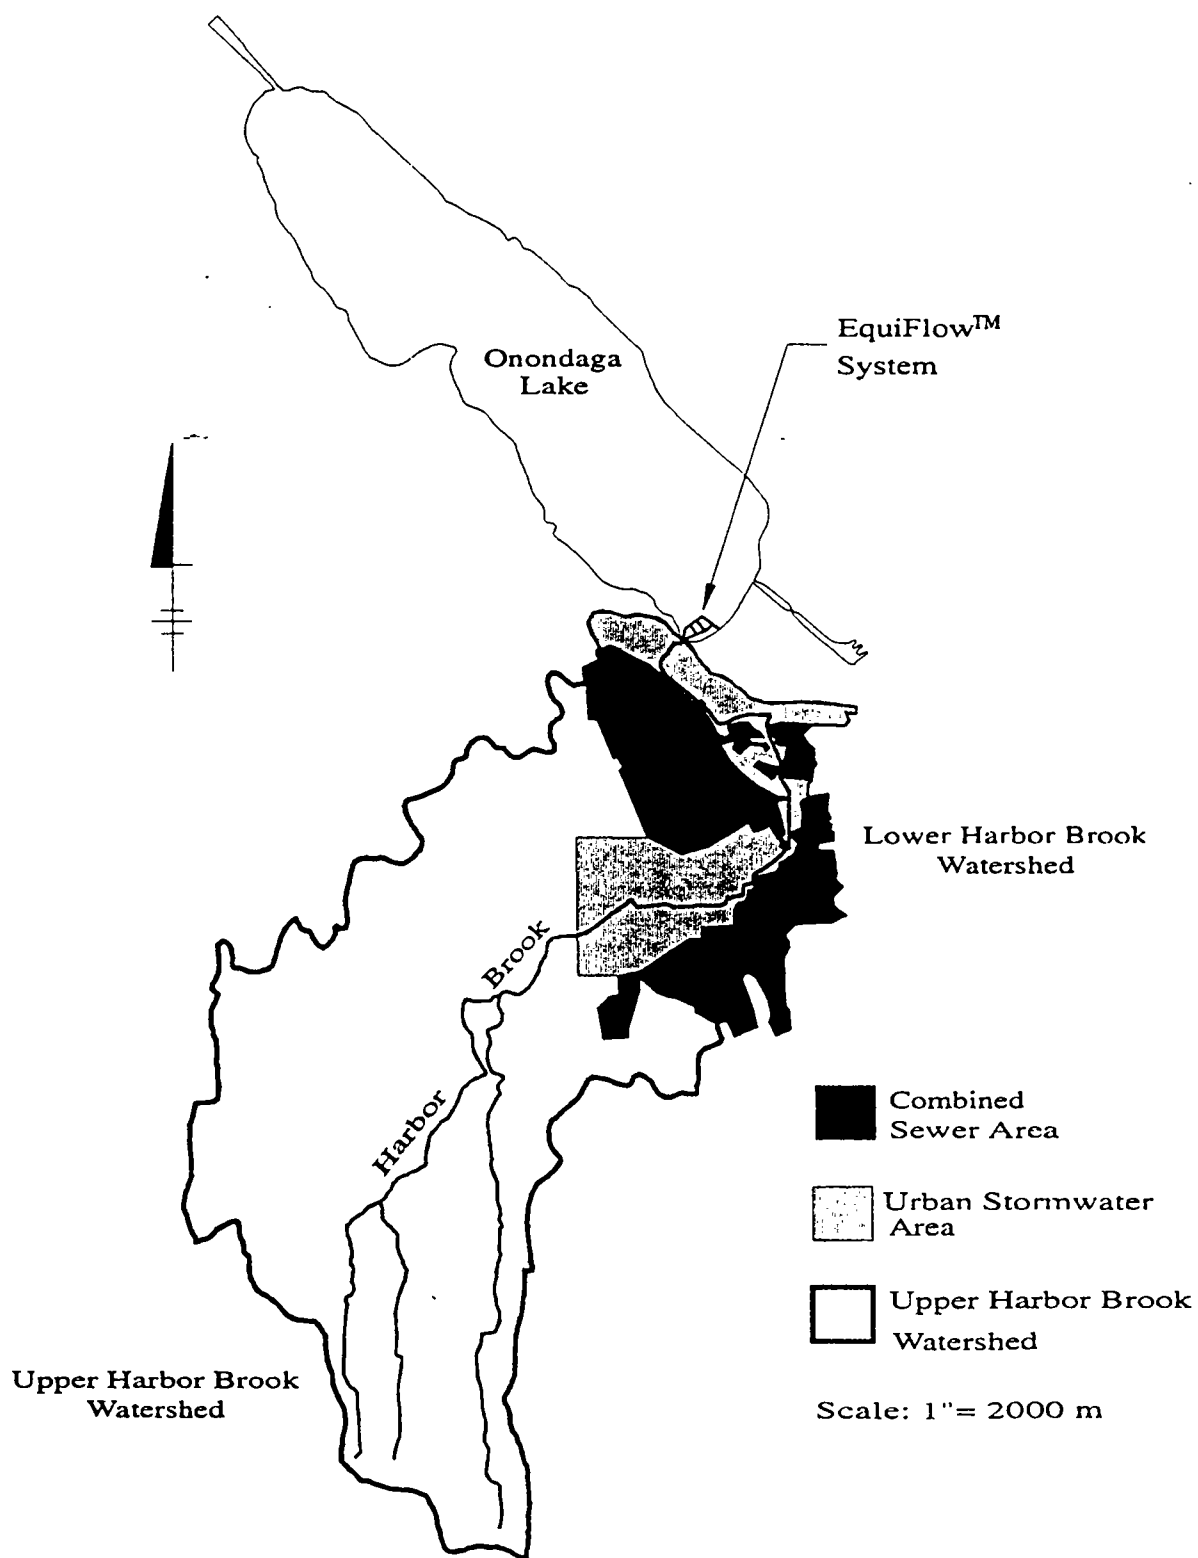 EquiFlow™
System
Onondaga
Lake
Lower Harbor Brook
Watershed
Brook
Harbor
Combined
Sewer Area
Urban Stormwater
Area
Upper Harbor Brook
Watershed
Upper Harbor Brook
Watershed
Scale: 1"= 2000 m